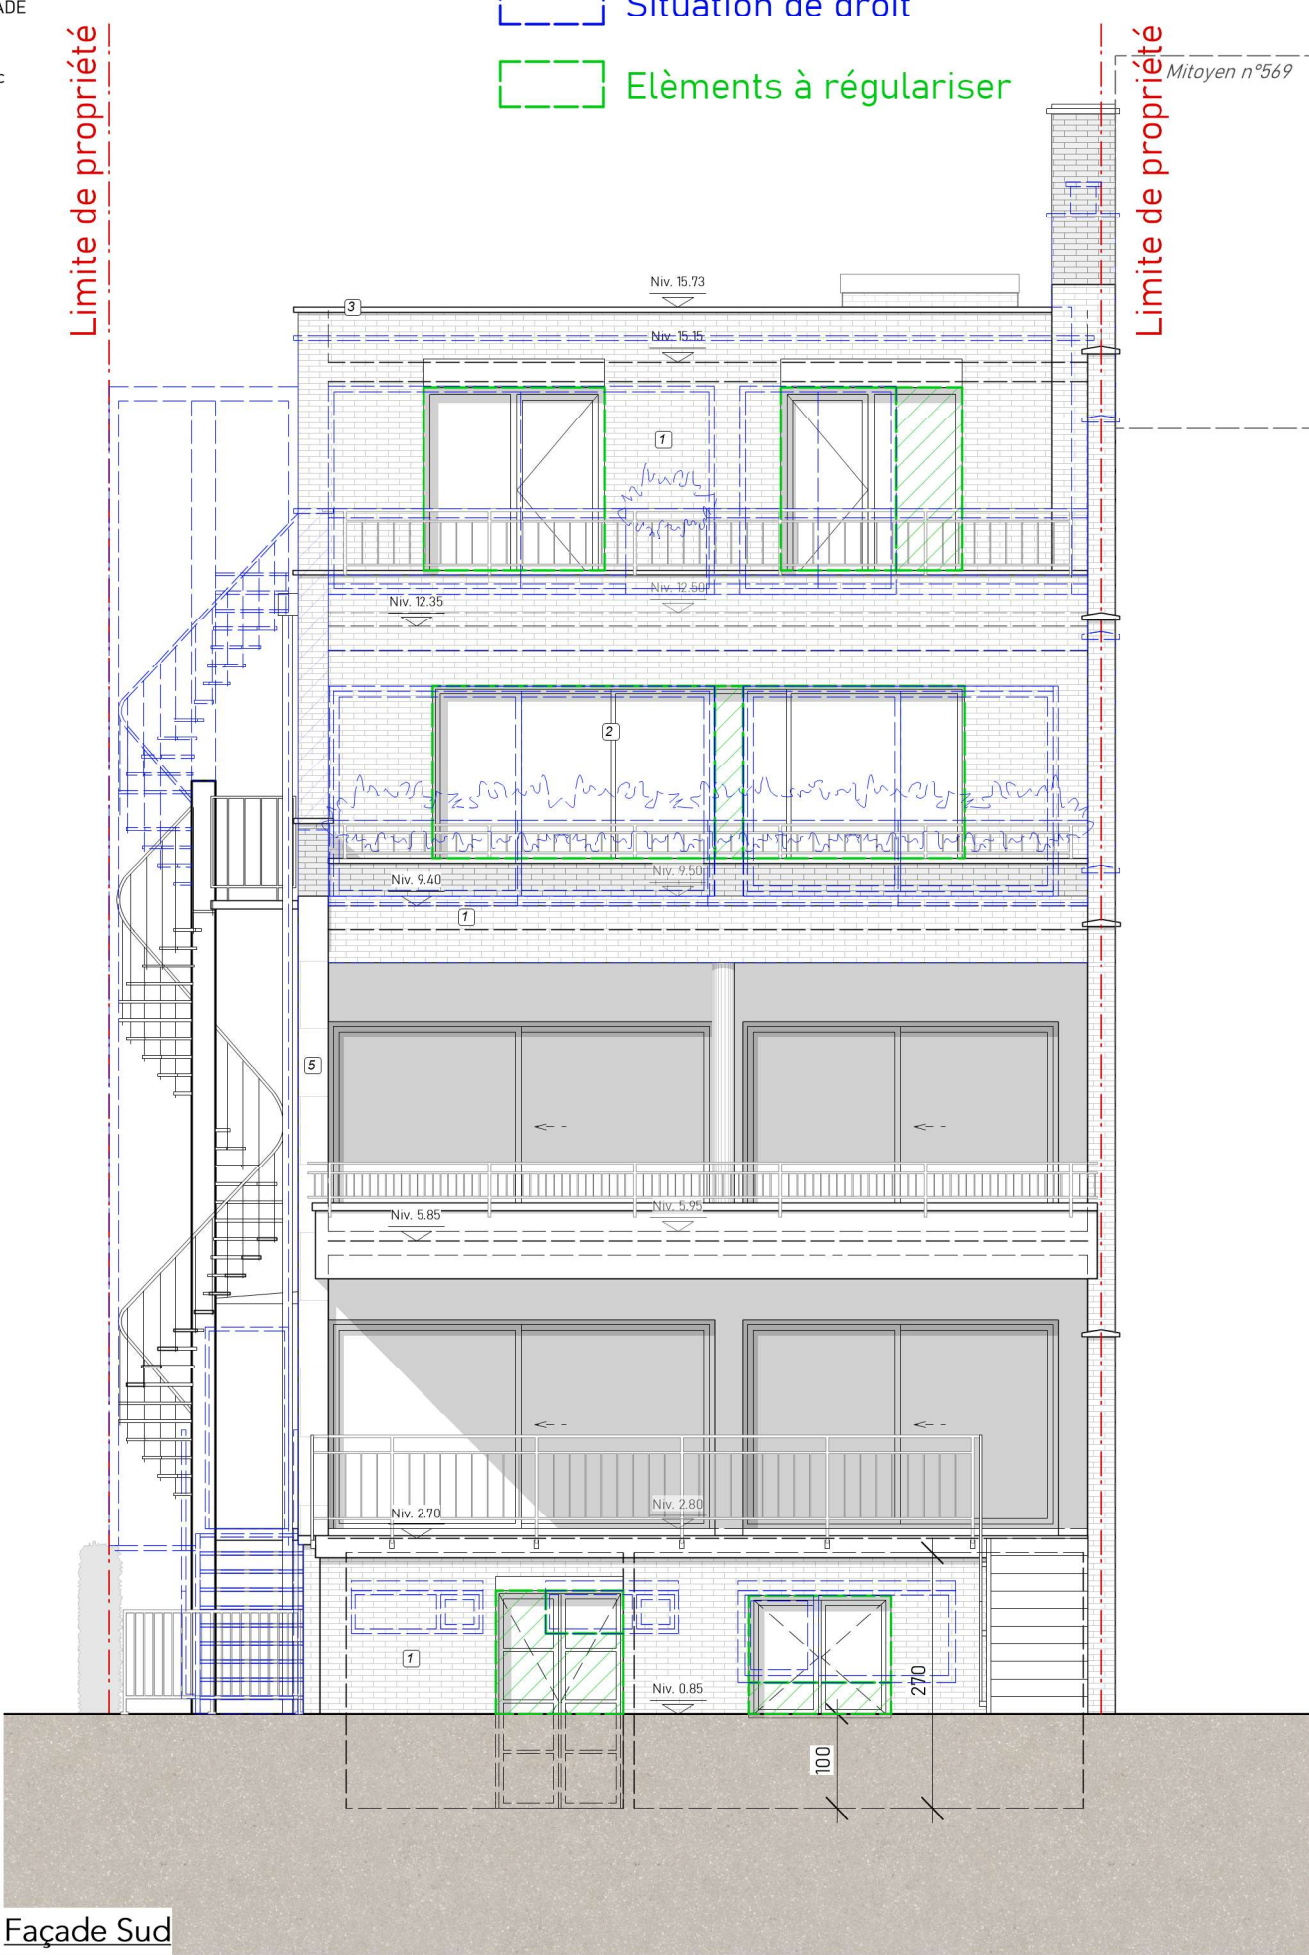 ADE
Situation de droit
c
Elèments à régulariser
Limite de propriété
Limite de propriété
Mitoyen n°569
Niv. 15.73
3
Niv. 15.15
1
Niv. 12.50
Niv. 12.35
2
Niv. 9.50
Niv. 9.40
1
5
Niv. 5.95
Niv. 5.85
Niv. 2.80
Niv. 2.70
1
Niv. 0.85
270
100
Façade Sud